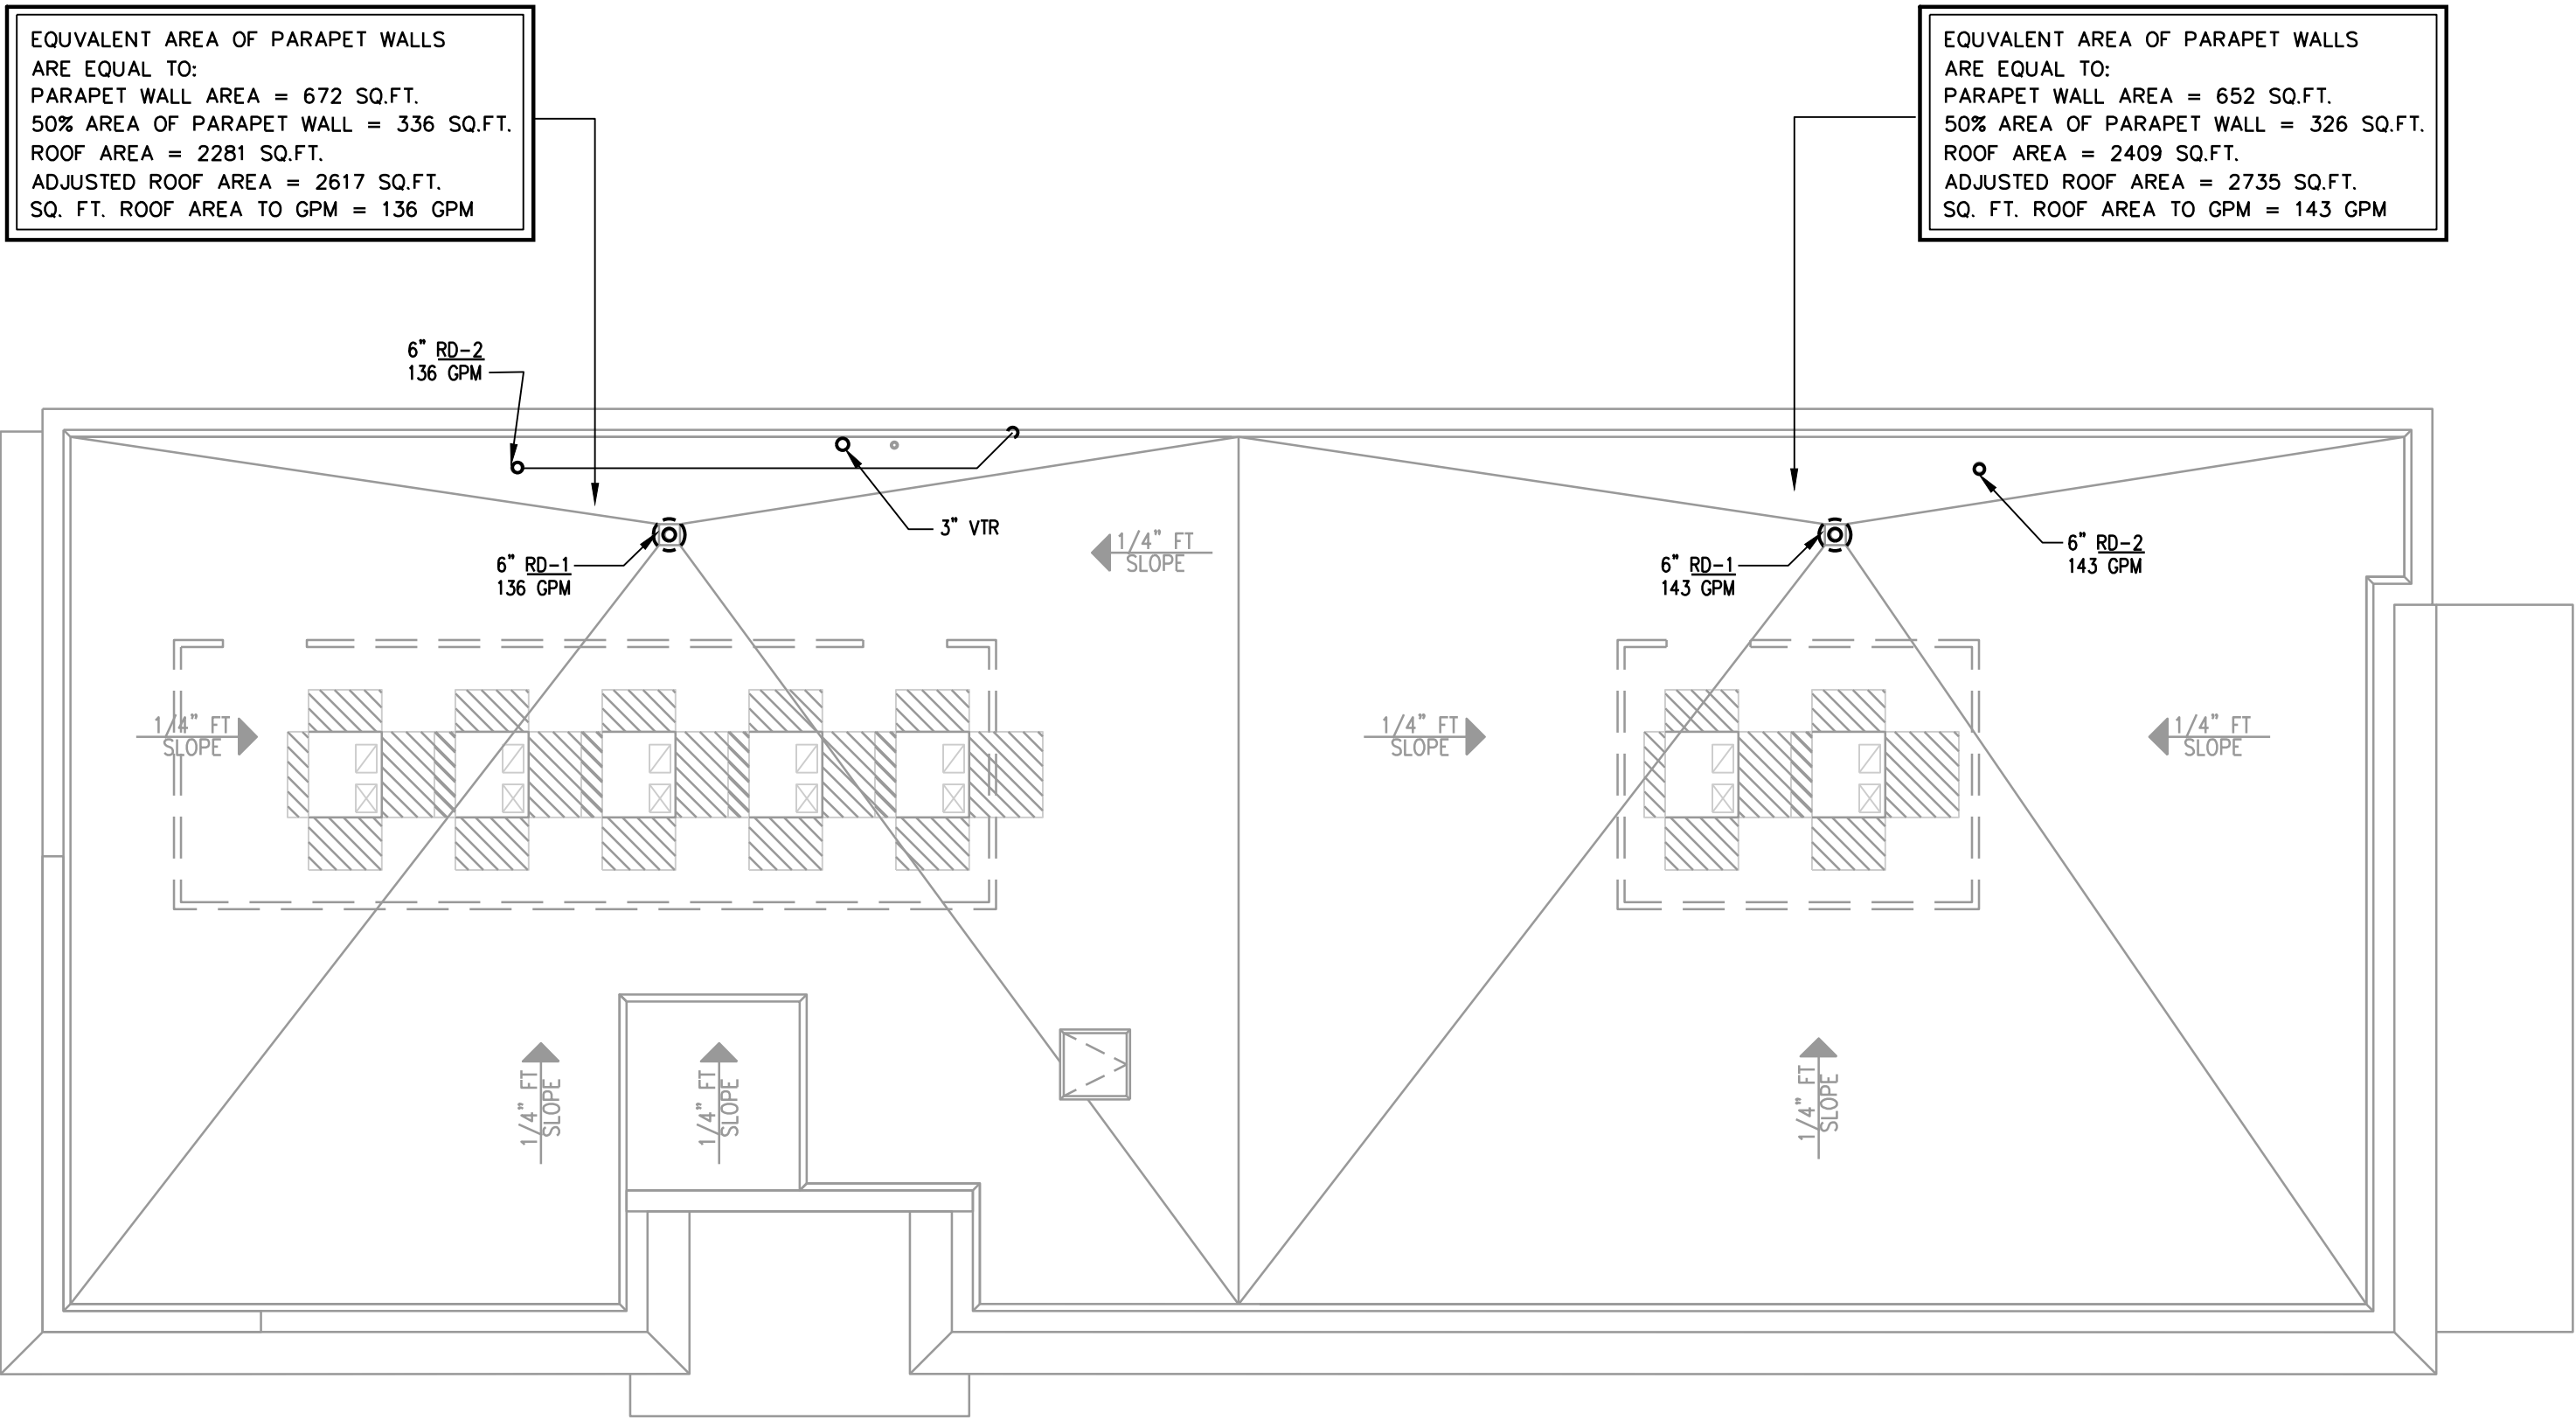 EQUVALENT AREA OF PARAPET WALLS
ARE EQUAL TO:
PARAPET WALL AREA = 672 SQ.FT.
50% AREA OF PARAPET WALL = 336 SQ.FT.
ROOF AREA = 2281 SQ.FT.
ADJUSTED ROOF AREA = 2617 SQ.FT.
SQ. FT. ROOF AREA TO GPM = 136 GPM
EQUVALENT AREA OF PARAPET WALLS
ARE EQUAL TO:
PARAPET WALL AREA = 652 SQ.FT.
50% AREA OF PARAPET WALL = 326 SQ.FT.
ROOF AREA = 2409 SQ.FT.
ADJUSTED ROOF AREA = 2735 SQ.FT.
SQ. FT. ROOF AREA TO GPM = 143 GPM
6" RD-2
136 GPM
3" VTR
6" RD-1
136 GPM
1/4" FT
SLOPE
6" RD-1
143 GPM
6" RD-2
143 GPM
1/4" FT
SLOPE
1/4" FT
SLOPE
1/4" FT
SLOPE
1/4" FT
SLOPE
1/4" FT
SLOPE
1/4" FT
SLOPE